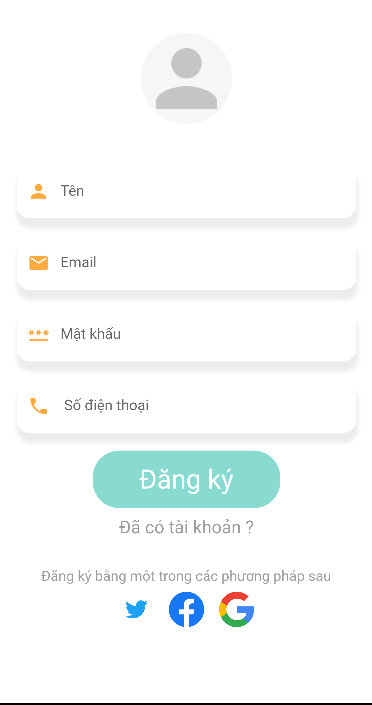 Tên
Email
Mật khẩu
Số điện thoại
Đăng ký
Đã có tài khoản ?
Đăng ký bằng một trong các phương pháp sau